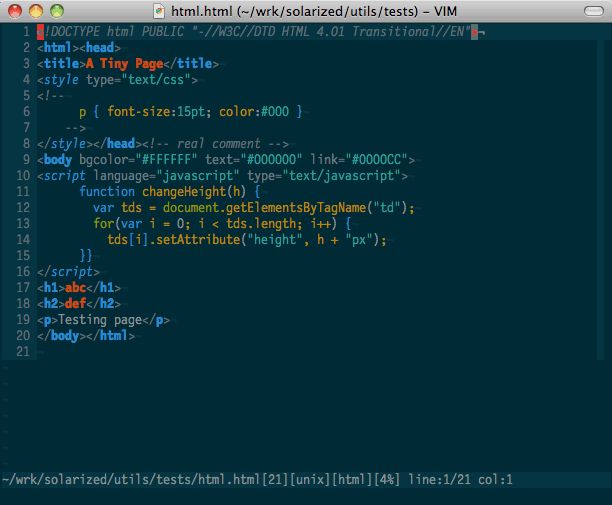 html.html (~/wrk/solarized/utils/tests) – VIM
1 <!DOCTYPE html PUBLIC "-//W3C//DTD HTML 4.01 Transitional//EN">¬
2 <html><head>¬
3 <title>A Tiny Page</title>¬
4 <style type="text/css">¬
5 <!--¬
6 p { font-size:15pt; color:#000 }¬
7 -->¬
8 </style></head><!-- real comment -->¬
9 <body bgcolor="#FFFFFF" text="#000000" link="#0000CC">¬
10 <script language="javascript" type="text/javascript">¬
11 function changeHeight(h) {¬
12 var tds = document.getElementsByTagName("td");¬
13 for(var i = 0; i < tds.length; i++) {¬
14 tds[i].setAttribute("height", h + "px");¬
15 }}¬
16 </script>¬
17 <h1>abc</h1>¬
18 <h2>def</h2>¬
19 <p>Testing page</p>¬
20 </body></html>¬
21 ¬
~
~
~
~
~
~
~
~/wrk/solarized/utils/tests/html.html[21][unix][html][4%] line:1/21 col:1